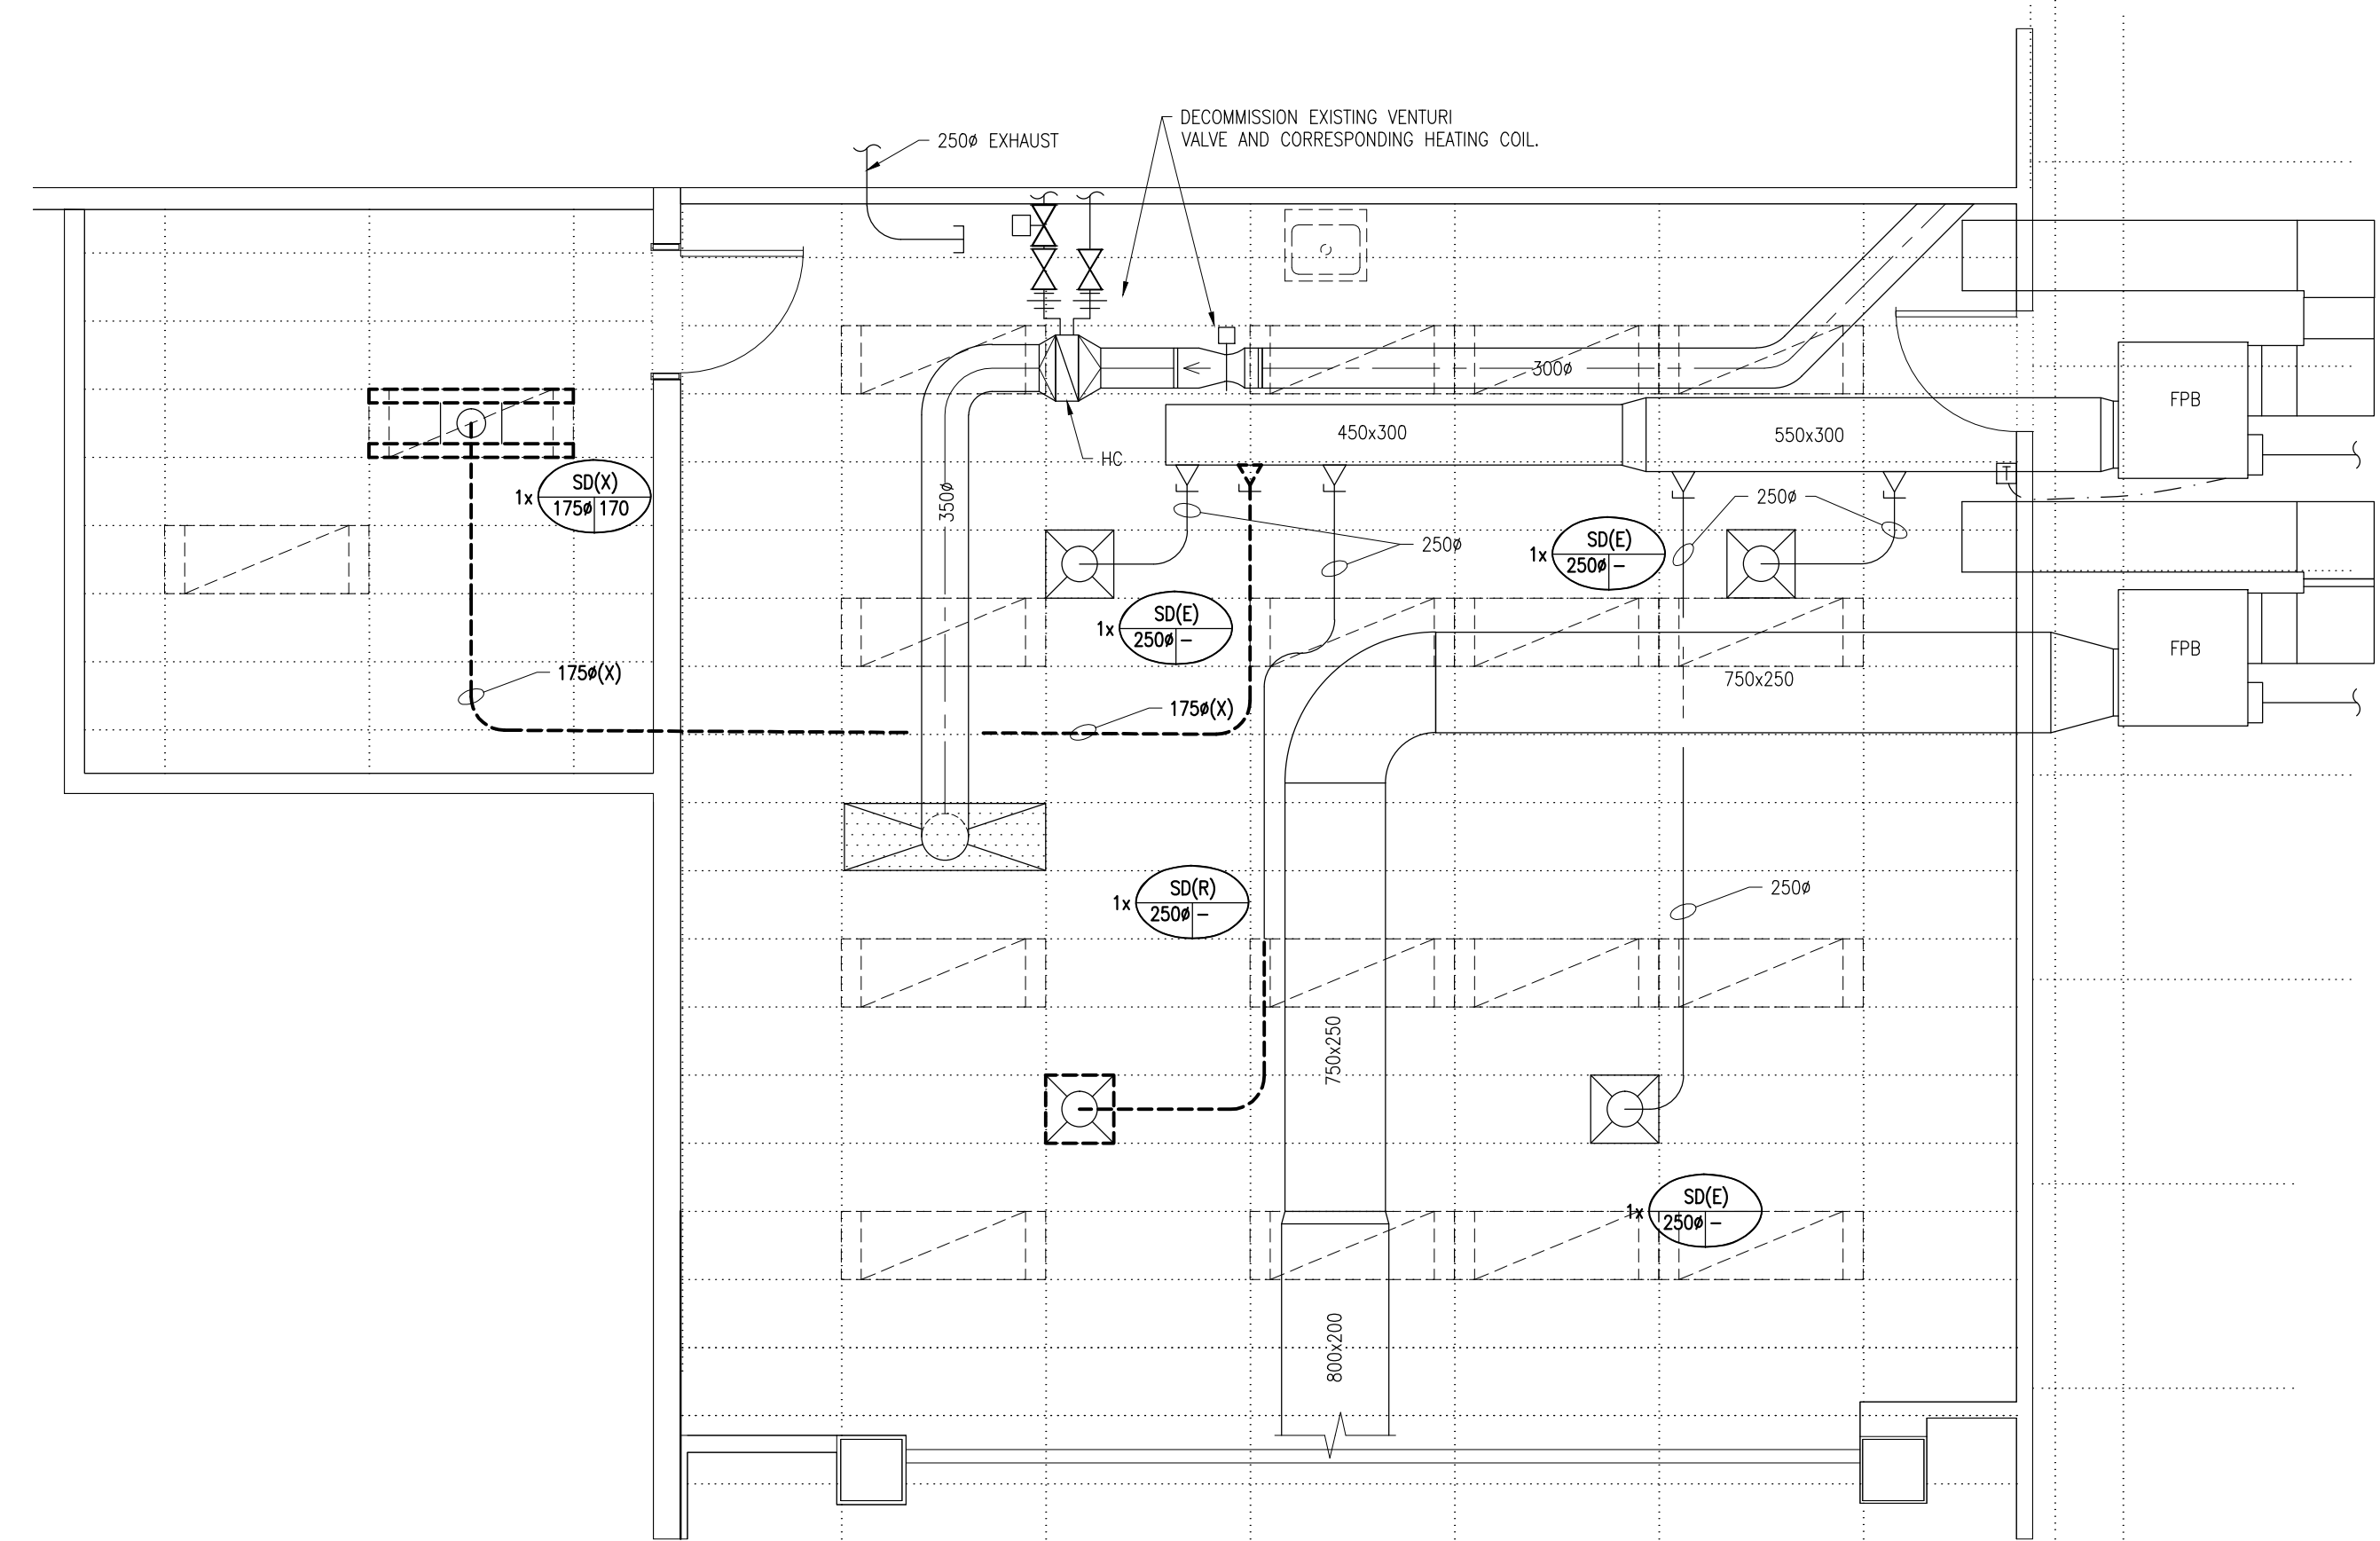 DECOMMISSION EXISTING VENTURI
VALVE AND CORRESPONDING HEATING COIL.
250ø EXHAUST
300ø
FPB
450x300
550x300
HC
T
1x
SD(X)
175ø 170
350ø
250ø
250ø
1x
SD(E)
250ø –
1x
SD(E)
250ø –
FPB
175ø(X)
175ø(X)
750x250
1x
SD(R)
250ø –
250ø
750x250
1x
SD(E)
250ø –
800x200